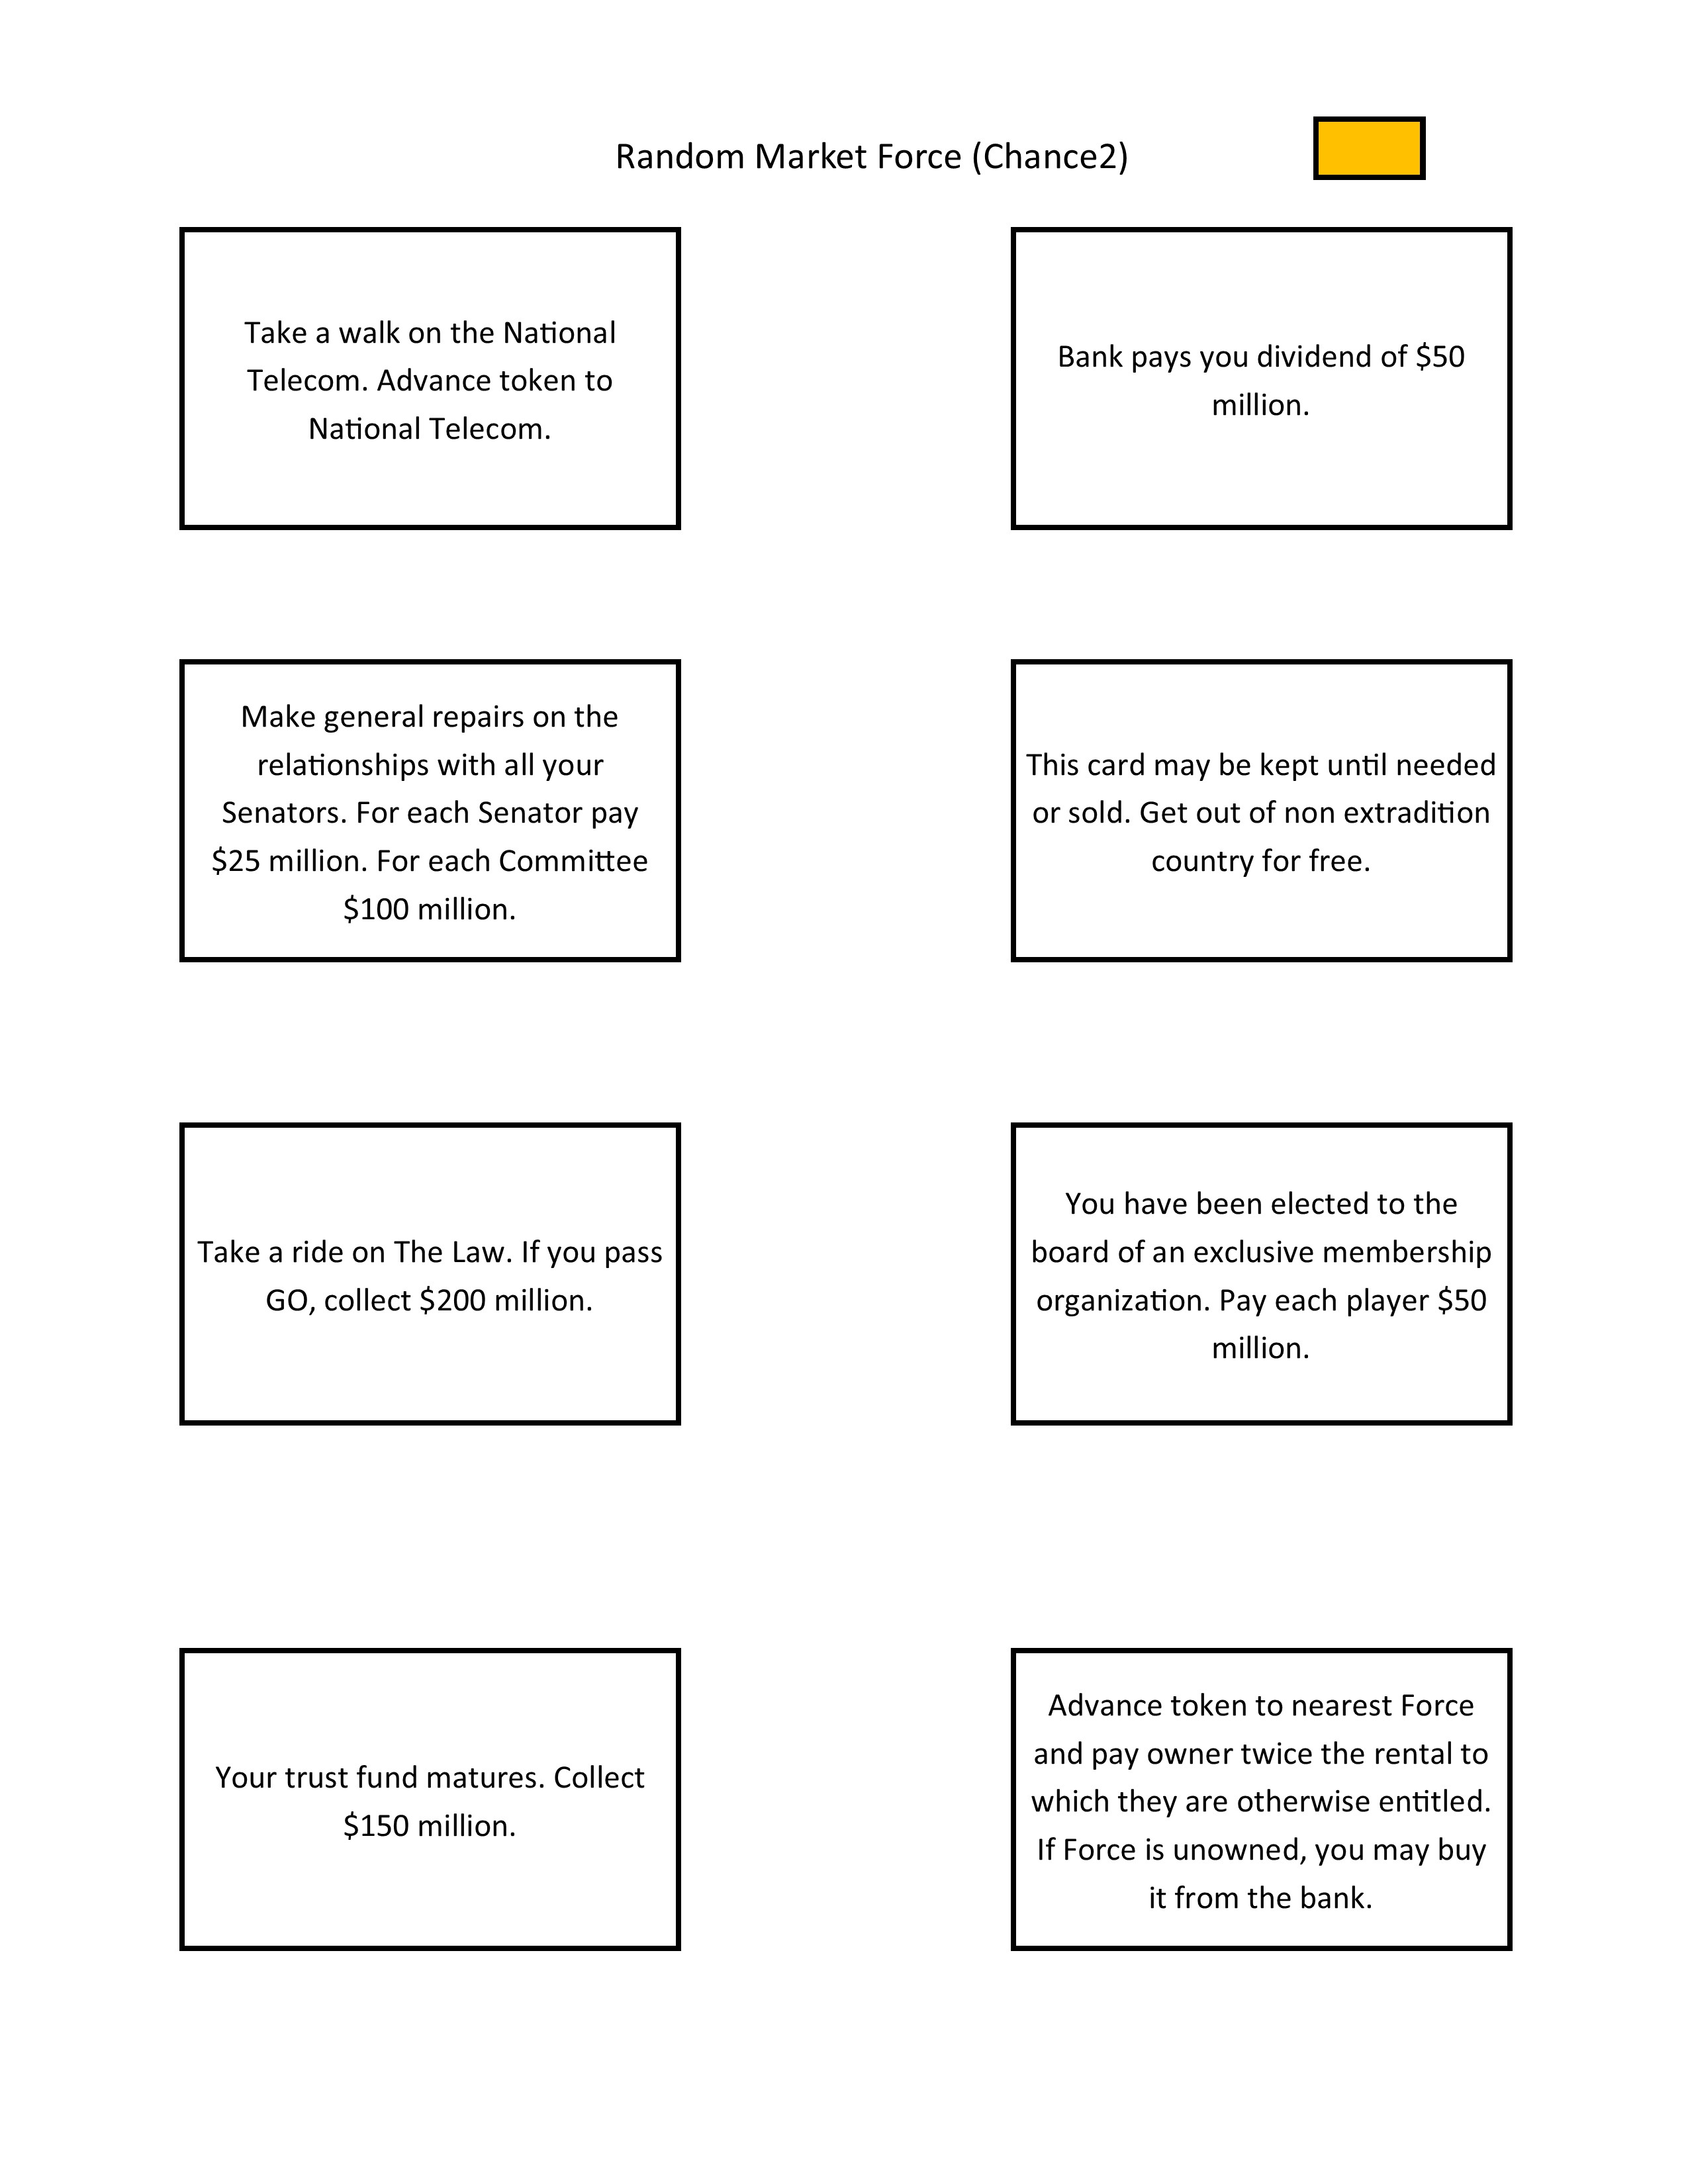 Random Market Force (Chance2)
Take a walk on the National
Telecom. Advance token to
National Telecom.
Bank pays you dividend of $50
million.
Make general repairs on the
relationships with all your
Senators. For each Senator pay
$25 million. For each Committee
$100 million.
This card may be kept until needed
or sold. Get out of non extradition
country for free.
Take a ride on The Law. If you pass
GO, collect $200 million.
You have been elected to the
board of an exclusive membership
organization. Pay each player $50
million.
Your trust fund matures. Collect
$150 million.
Advance token to nearest Force
and pay owner twice the rental to
which they are otherwise entitled.
If Force is unowned, you may buy
it from the bank.